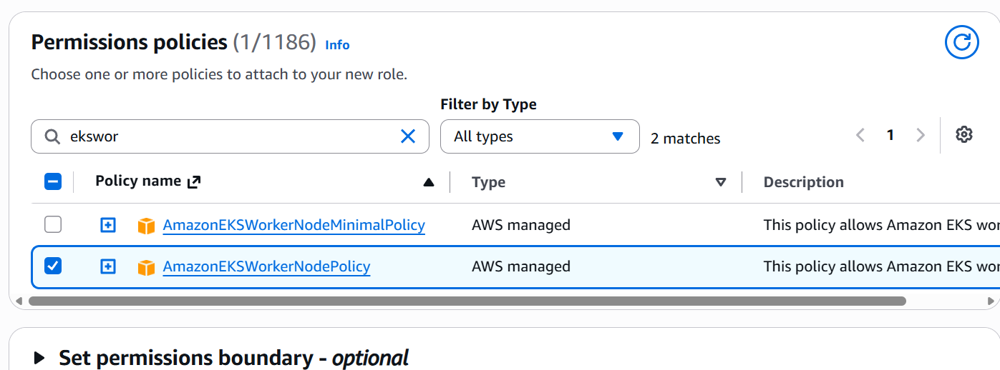 Permissions policies (1/1186) Info
Choose one or more policies to attach to your new role.
Filter by Type
ekswor
All types
2 matches
1
Policy name
Type
Description
AmazonEKSWorkerNodeMinimalPolicy
AWS managed
This policy allows Amazon EKS wor
AmazonEKSWorkerNodePolicy
AWS managed
This policy allows Amazon EKS wor
Set permissions boundary - optional